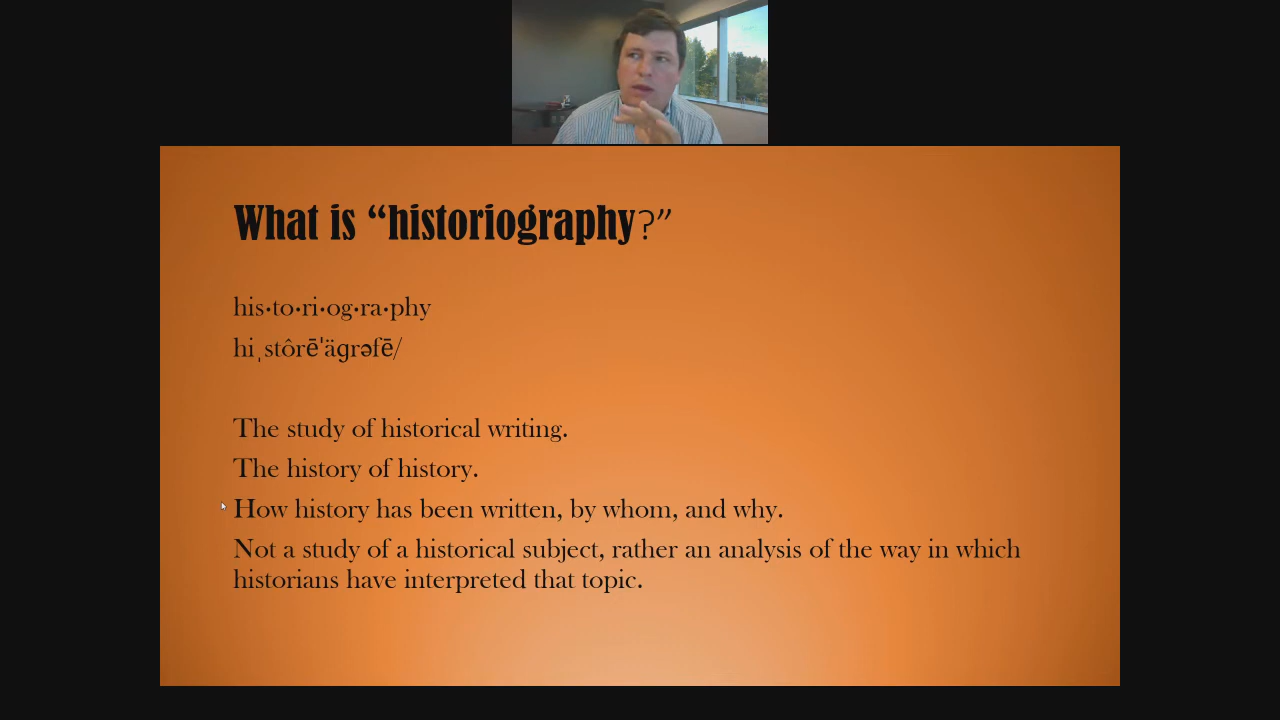 What is “historiography?”
his•to•ri•og•ra•phy
hiˌstôrēˈäɡrəfē/
The study of historical writing.
The history of history.
How history has been written, by whom, and why.
Not a study of a historical subject, rather an analysis of the way in which
historians have interpreted that topic.